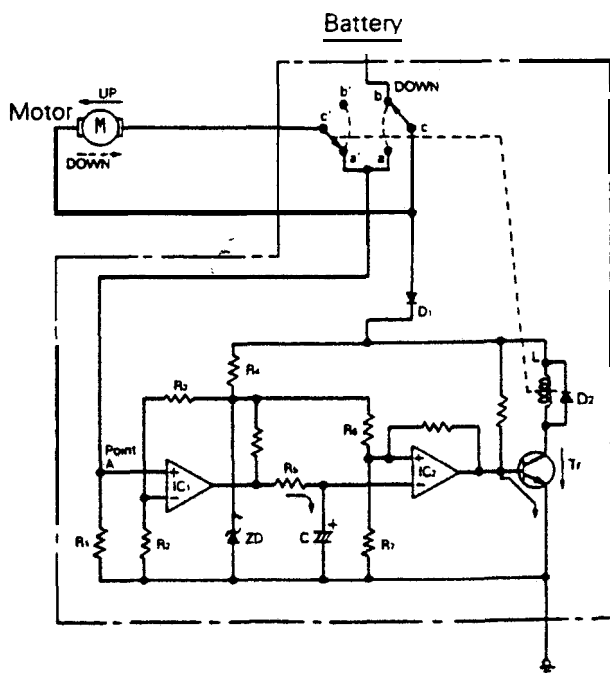 Battery
DOWN
UP
Motor
M
DOWN
b'
b
c'
c
a'
a
D1
L
R4
R3
D2
R6
Point
A
+
-
IC1
R5
+
-
IC2
Tr
R1
R2
ZD
C
+
R7